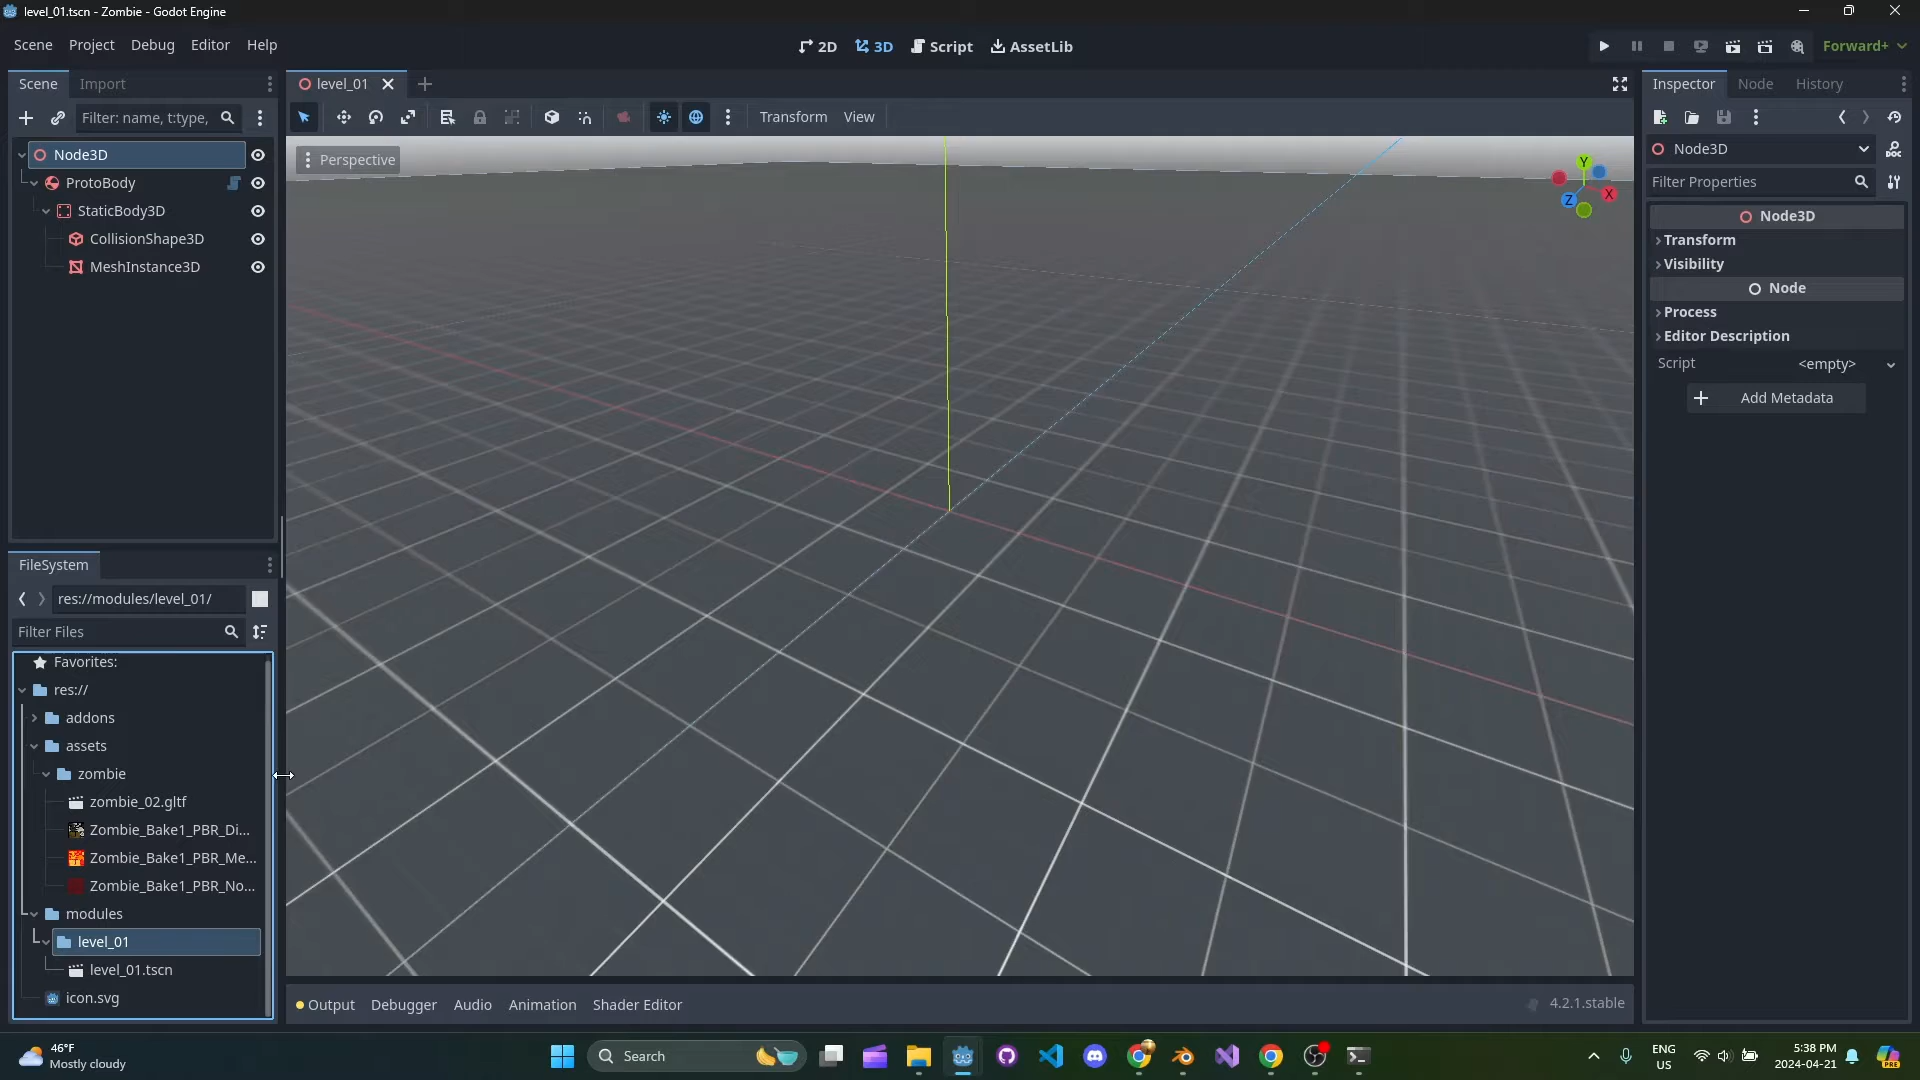 level_01.tscn - Zombie - Godot Engine
Scene Project Debug Editor Help
2D 3D Script AssetLib
Forward+
Scene Import
level_01
Inspector Node History
Filter: name, t:type,
Transform View
Node3D
ProtoBody
StaticBody3D
CollisionShape3D
MeshInstance3D
Perspective
Y
X
Z
Node3D
Filter Properties
Node3D
Transform
Visibility
Node
Process
Editor Description
Script <empty>
Add Metadata
FileSystem
res://modules/level_01/
Filter Files
Favorites:
res://
addons
assets
zombie
zombie_02.gltf
Zombie_Bake1_PBR_Di...
Zombie_Bake1_PBR_Me...
Zombie_Bake1_PBR_No...
modules
level_01
level_01.tscn
icon.svg
Output Debugger Audio Animation Shader Editor
4.2.1.stable
46°F
Mostly cloudy
Search
ENG
US
5:38 PM
2024-04-21
PRE